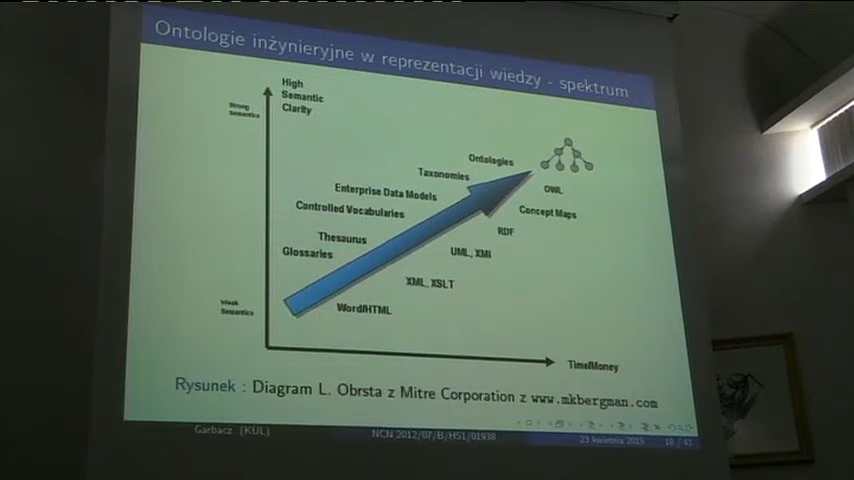 Ontologie inżynieryjne w reprezentacji wiedzy - spektrum
High
Semantic
Clarity
Strong
Semantics
Ontologies
Taxonomies
OWL
Enterprise Data Models
Controlled Vocabularies
Concept Maps
Thesaurus
RDF
Glossaries
UML, XMI
XML, XSLT
Word/HTML
Weak
Semantics
Time/Money
Rysunek : Diagram L. Obrsta z Mitre Corporation z www.mkbergman.com
Garbacz (KUL) NCN 2012/07/B/HS1/01938 23 kwietnia 2015 18 / 41